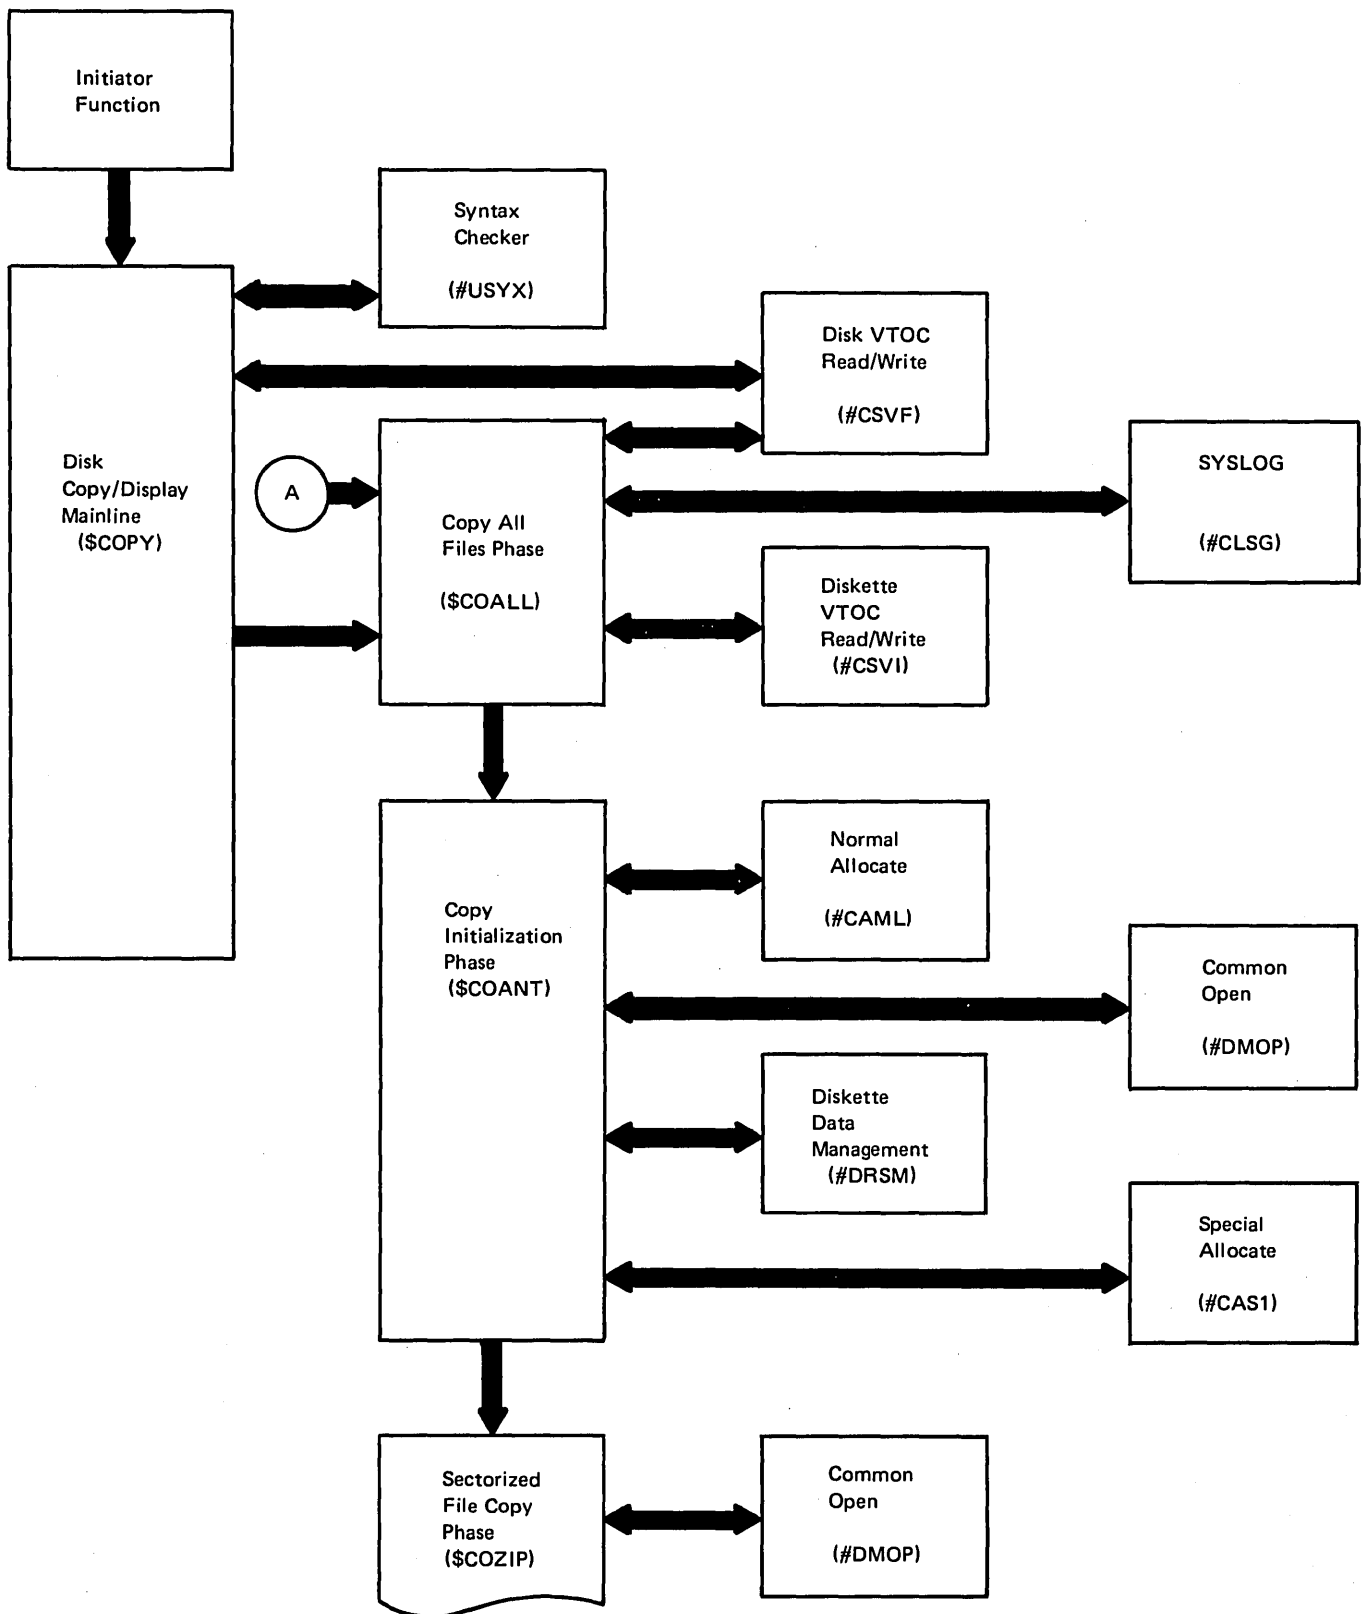 Initiator
Function
Syntax
Checker
(#USYX)
Disk VTOC
Read/Write
(#CSVF)
Disk
Copy/Display
Mainline
($COPY)
A
Copy All
Files Phase
($COALL)
SYSLOG
(#CLSG)
Diskette
VTOC
Read/Write
(#CSVI)
Normal
Allocate
(#CAML)
Copy
Initialization
Phase
($COANT)
Common
Open
(#DMOP)
Diskette
Data
Management
(#DRSM)
Special
Allocate
(#CAS1)
Sectorized
File Copy
Phase
($COZIP)
Common
Open
(#DMOP)